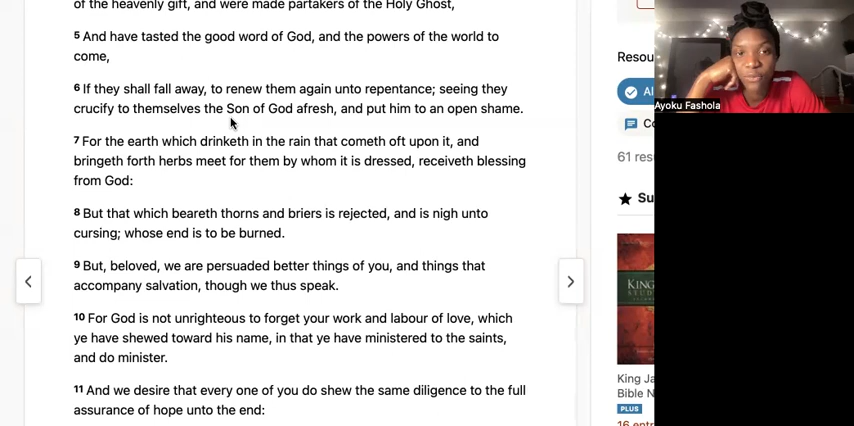 of the heavenly gift, and were made partakers of the Holy Ghost,
5 And have tasted the good word of God, and the powers of the world to
come,
6 If they shall fall away, to renew them again unto repentance; seeing they
crucify to themselves the Son of God afresh, and put him to an open shame.
7 For the earth which drinketh in the rain that cometh oft upon it, and
bringeth forth herbs meet for them by whom it is dressed, receiveth blessing
from God:
8 But that which beareth thorns and briers is rejected, and is nigh unto
cursing; whose end is to be burned.
9 But, beloved, we are persuaded better things of you, and things that
accompany salvation, though we thus speak.
10 For God is not unrighteous to forget your work and labour of love, which
ye have shewed toward his name, in that ye have ministered to the saints,
and do minister.
11 And we desire that every one of you do shew the same diligence to the full
assurance of hope unto the end:
Resou
Al
Co
61 res
Su
KING
King Ja
Bible N
PLUS
16 entr
Ayoku Fashola